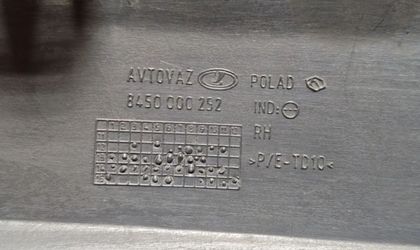 AVTOVAZ POLAD
8450 000 252 IND:
RH
>P/E-TD10<